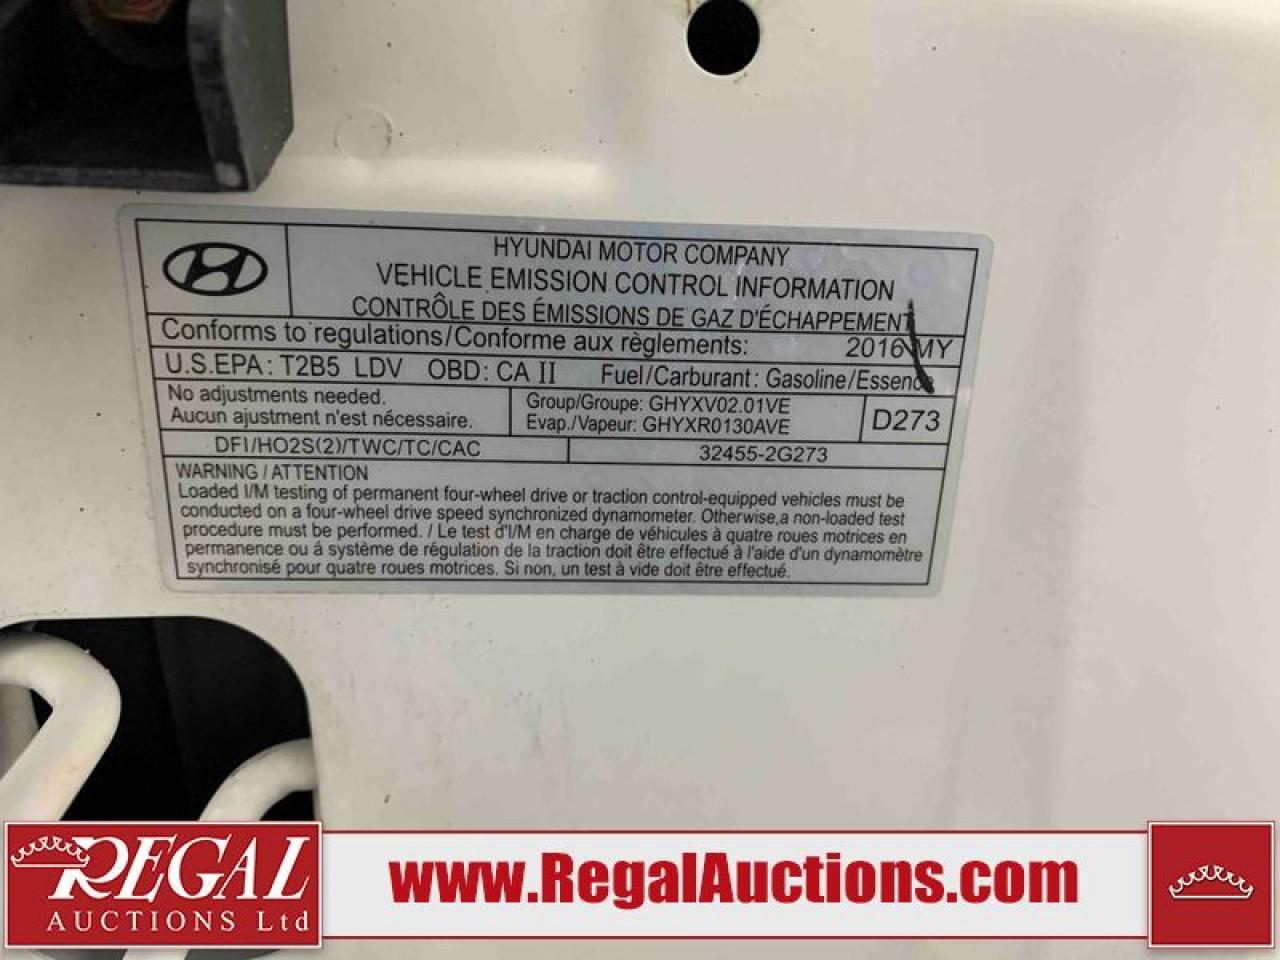 HYUNDAI MOTOR COMPANY
VEHICLE EMISSION CONTROL INFORMATION
CONTRÔLE DES ÉMISSIONS DE GAZ D'ÉCHAPPEMENT
Conforms to regulations/Conforme aux règlements: 2016 MY
U.S.EPA: T2B5 LDV OBD: CA II Fuel/Carburant: Gasoline/Essence
No adjustments needed.
Aucun ajustment n'est nécessaire.
Group/Groupe: GHYXV02.01VE
Evap./Vapeur: GHYXR0130AVE
D273
DFI/HO2S(2)/TWC/TC/CAC 32455-2G273
WARNING / ATTENTION
Loaded I/M testing of permanent four-wheel drive or traction control-equipped vehicles must be
conducted on a four-wheel drive speed synchronized dynamometer. Otherwise,a non-loaded test
procedure must be performed. / Le test d'I/M en charge de véhicules à quatre roues motrices en
permanence ou á système de régulation de la traction doit être effectué à l'aide d'un dynamomètre
synchronisé pour quatre roues motrices. Si non, un test à vide doit être effectué.
REGAL
AUCTIONS Ltd
www.RegalAuctions.com